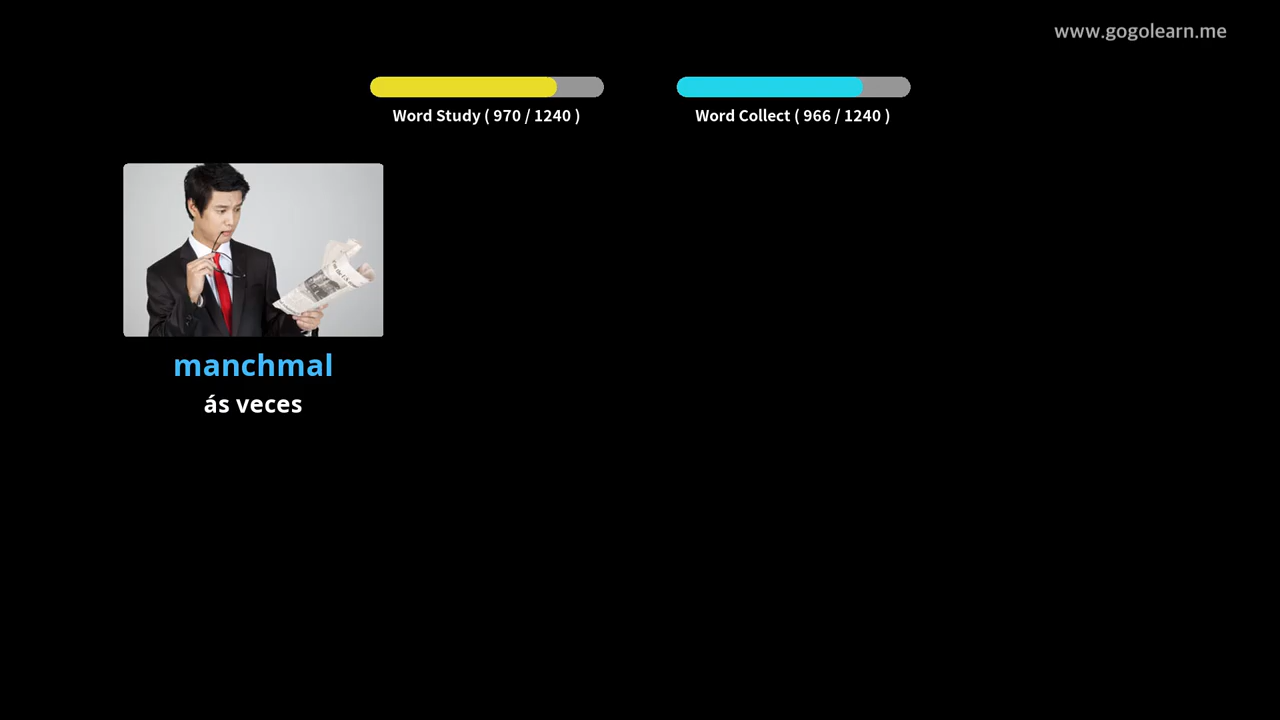 www.gogolearn.me
Word Study ( 970 / 1240 )
Word Collect ( 966 / 1240 )
manchmal
ás veces